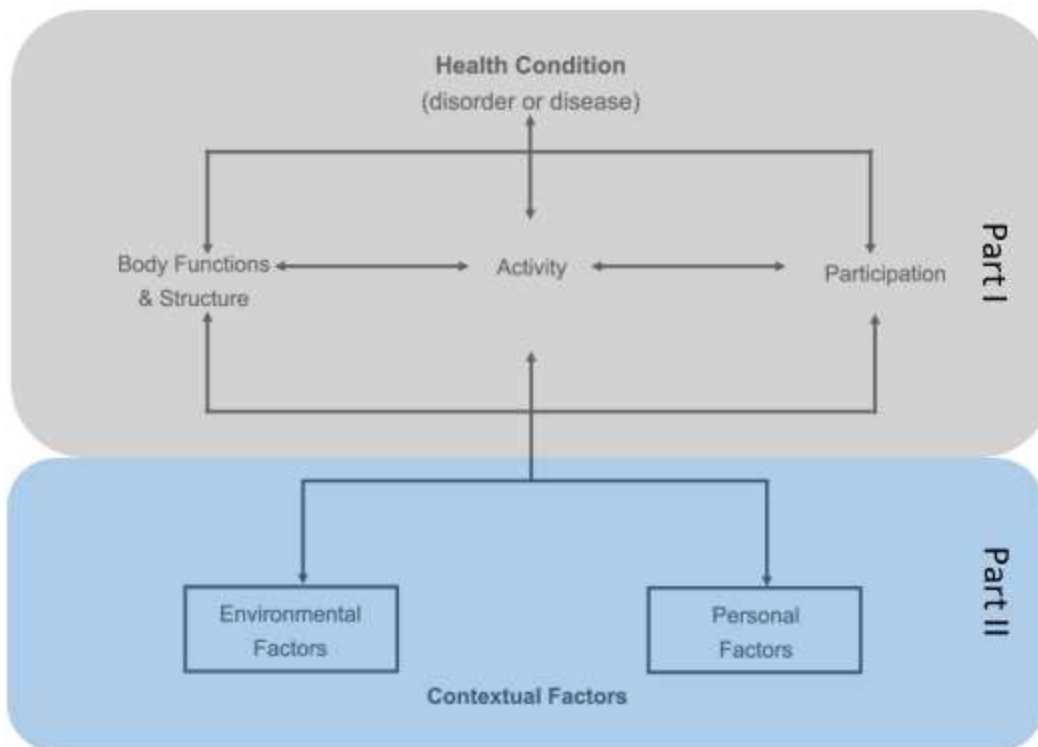 Health Condition
(disorder or disease)
Body Functions
& Structure
Activity
Participation
Part I
Environmental
Factors
Personal
Factors
Contextual Factors
Part II